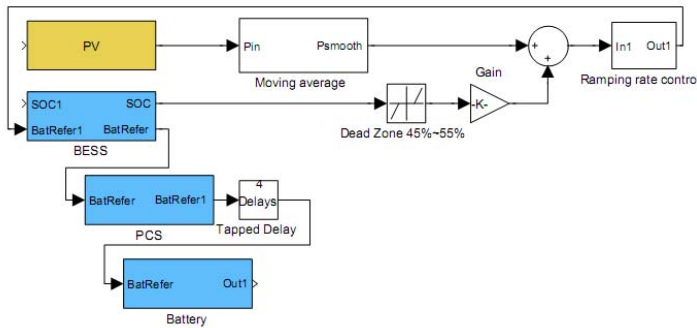 PV
Pin Psmooth
Moving average
+
+
Gain
In1 Out1
Ramping rate contro
SOC1 SOC
BatRefer1 BatRefer
BESS
Dead Zone 45%~55%
-K-
BatRefer BatRefer1
PCS
4
Delays
Tapped Delay
BatRefer Out1
Battery